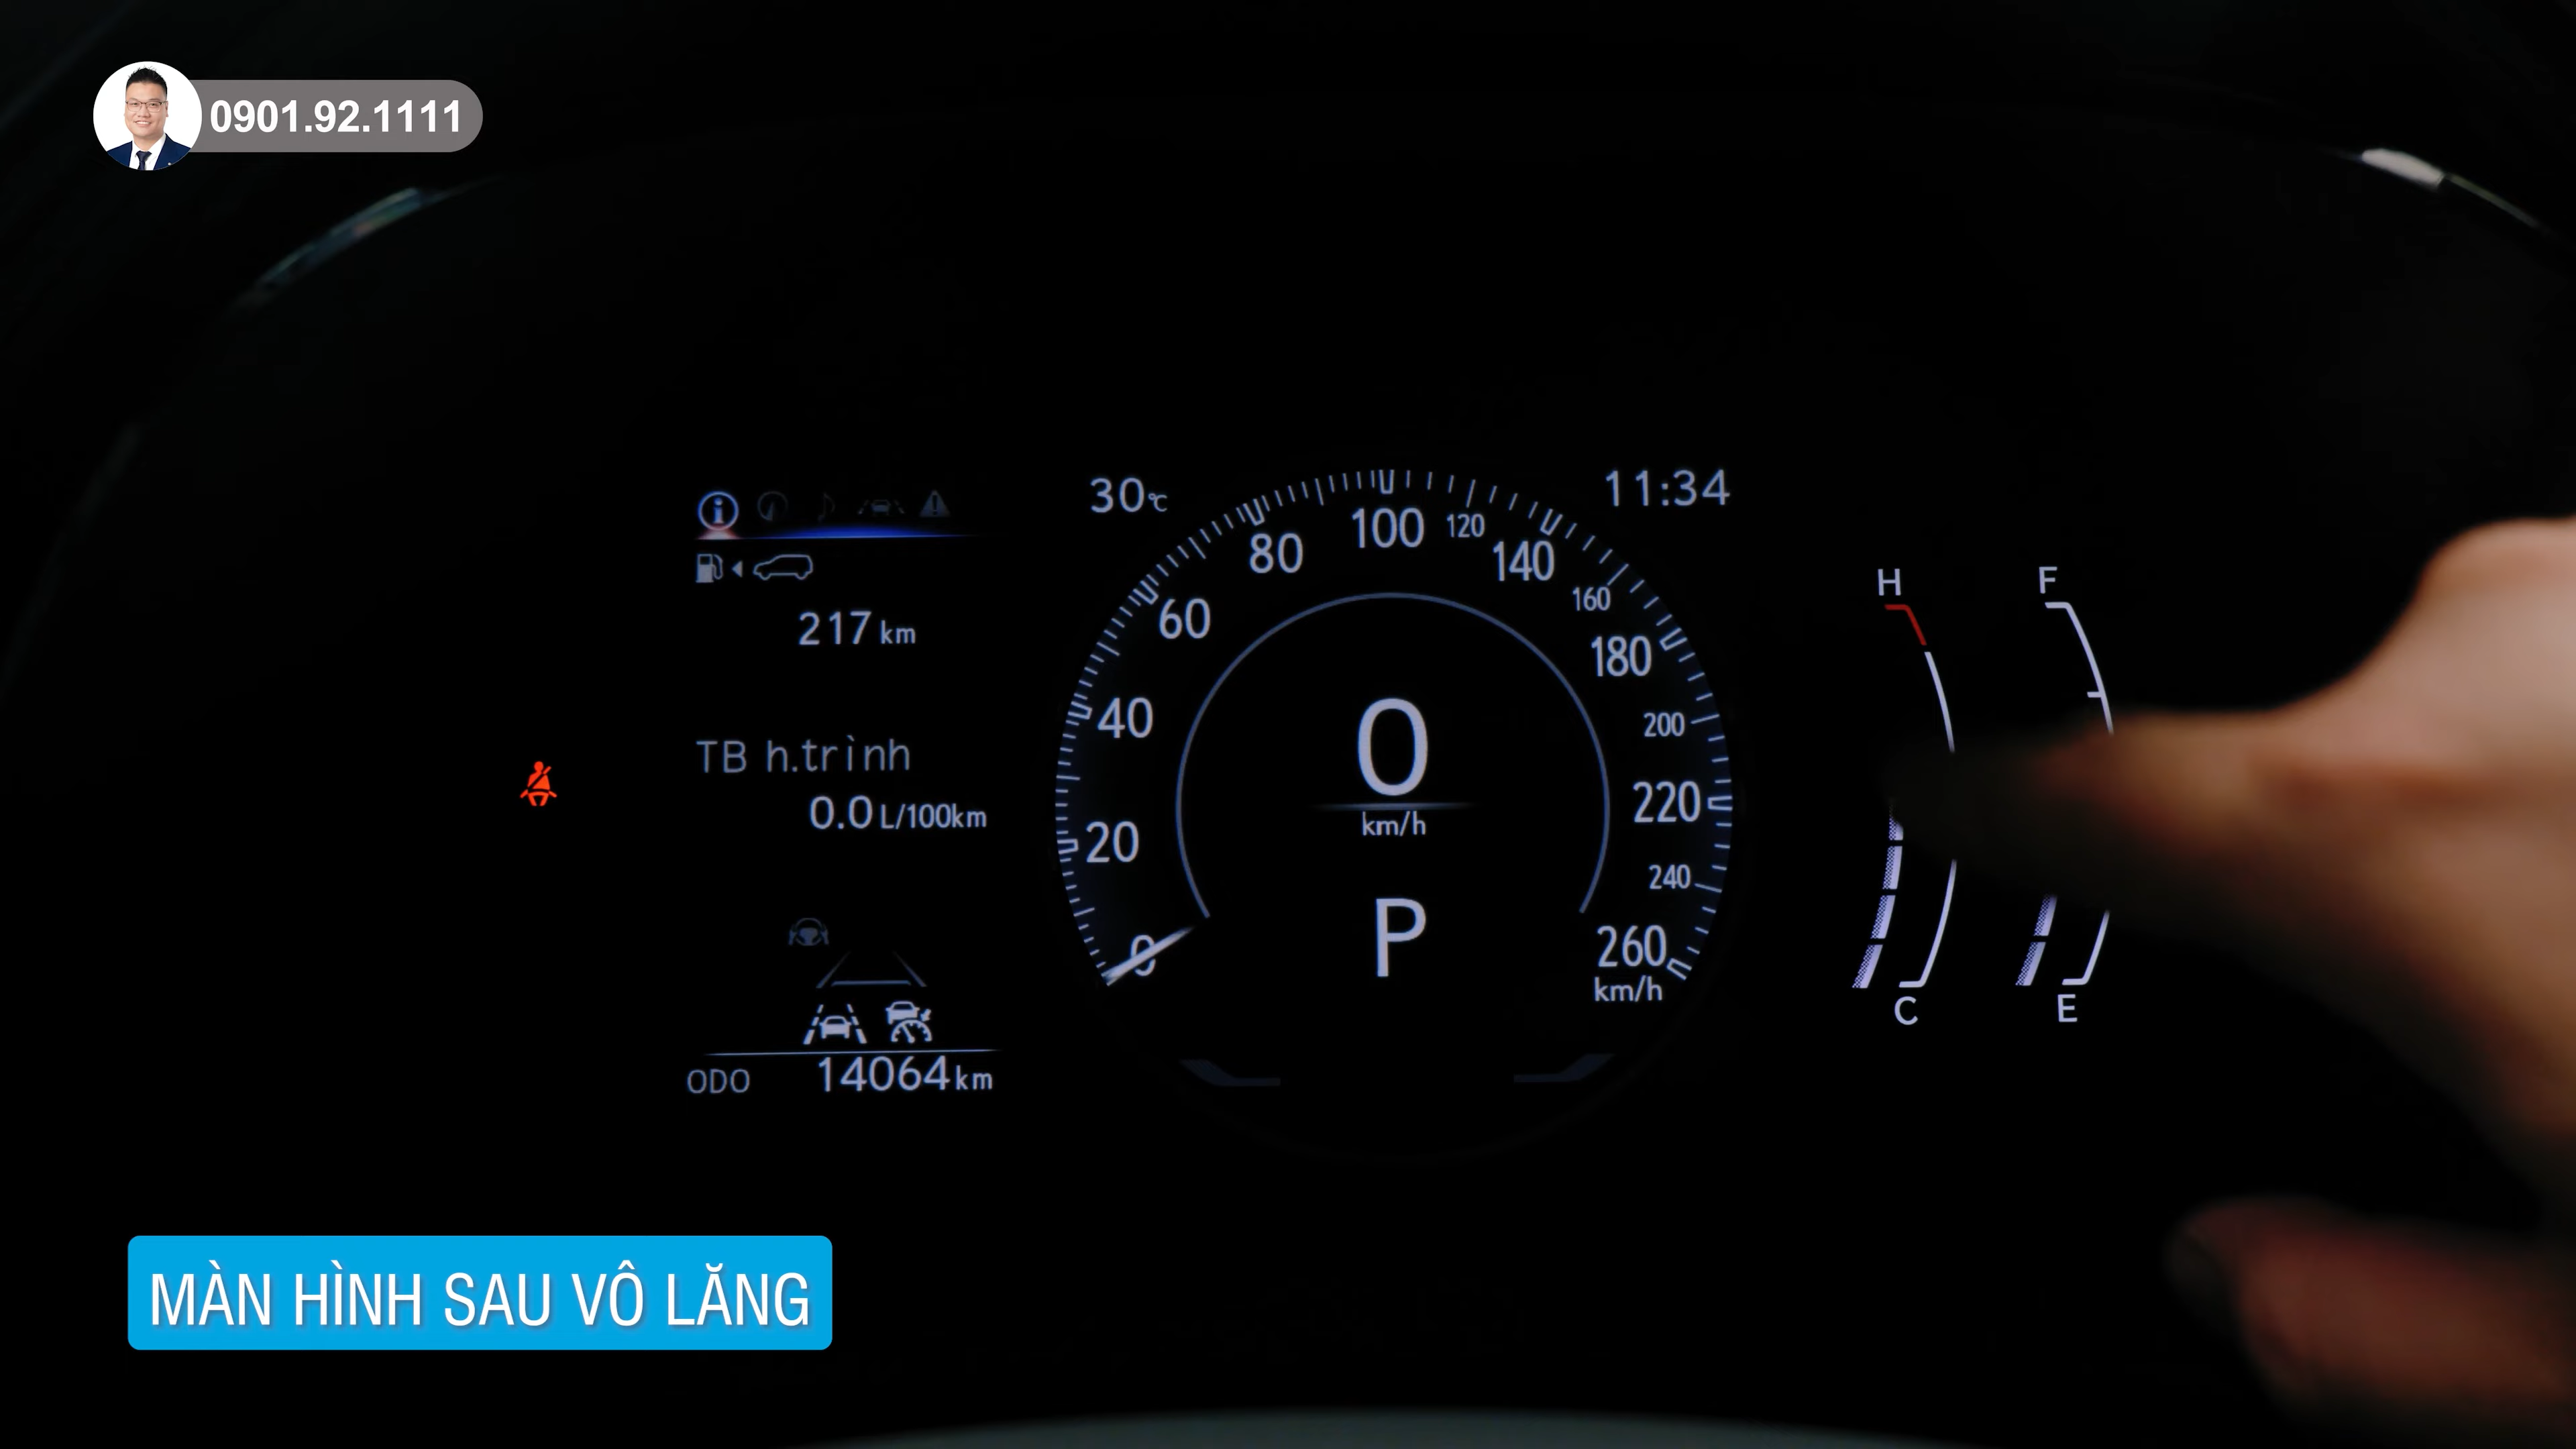 0901.92.1111
30℃
11:34
217 km
TB h.trình
0.0 L/100km
ODO 14064 km
0
20
40
60
80
100
120
140
160
180
200
220
240
260
km/h
0
km/h
P
H
C
F
E
MÀN HÌNH SAU VÔ LĂNG